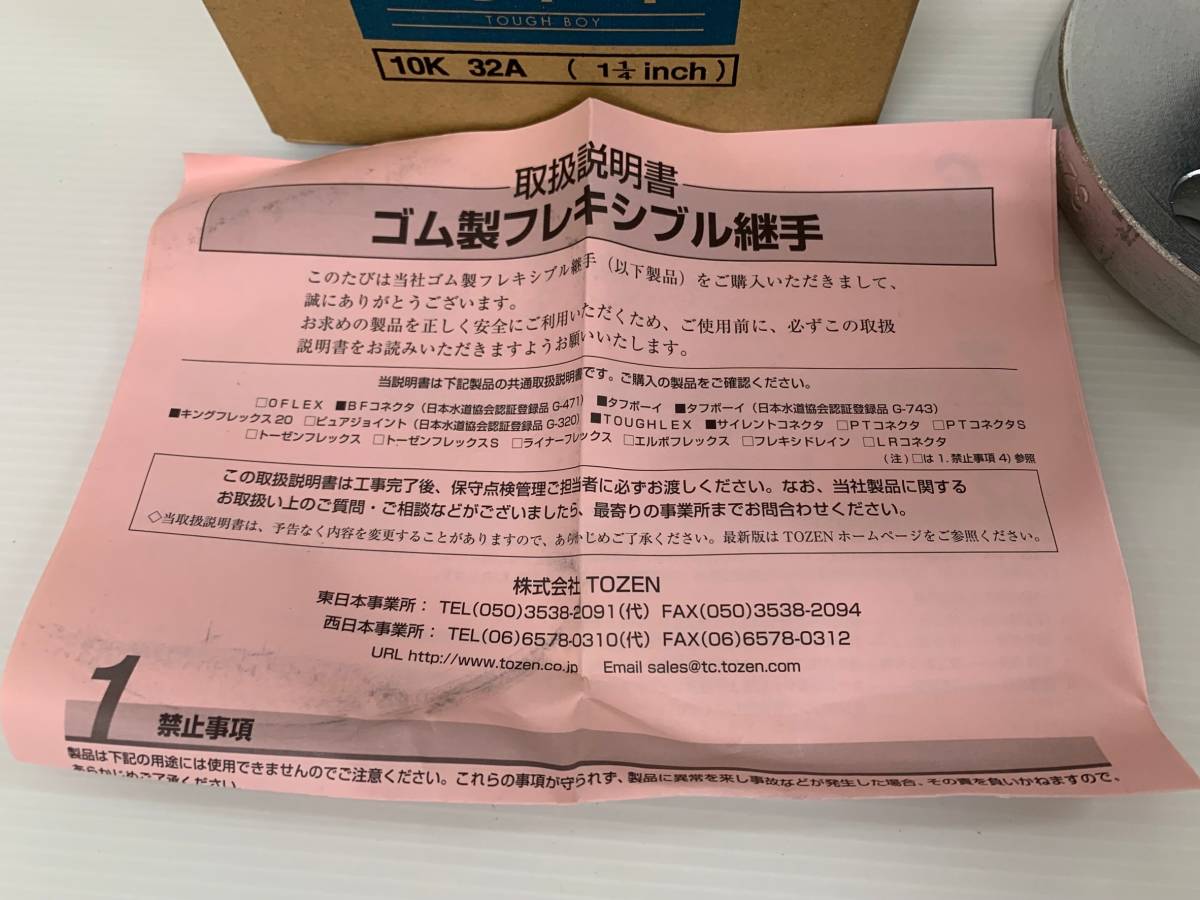 TOUGH BOY
10K 32A ( 1 1/4 inch )
取扱説明書
ゴム製フレキシブル継手
このたびは当社ゴム製フレキシブル継手（以下製品）をご購入いただきまして、
誠にありがとうございます。
お求めの製品を正しく安全にご利用いただくため、ご使用前に、必ずこの取扱
説明書をお読みいただきますようお願いいたします。
当説明書は下記製品の共通取扱説明書です。ご購入の製品をご確認ください。
□OFLEX ■BFコネクタ（日本水道協会認証登録品 G-471） ■タフボーイ ■タフボーイ（日本水道協会認証登録品 G-743）
■キングフレックス20 □ピュアジョイント（日本水道協会認証登録品 G-320） ■TOUGHLEX ■サイレントコネクタ □PTコネクタ □PTコネクタS
□トーゼンフレックス □トーゼンフレックスS □ライナーフレックス □エルボフレックス □フレキシドレイン □LRコネクタ
（注）□は 1. 禁止事項 4) 参照
この取扱説明書は工事完了後、保守点検管理ご担当者に必ずお渡しください。なお、当社製品に関する
お取扱い上のご質問・ご相談などがございましたら、最寄りの事業所までお問合わせください。
◇当取扱説明書は、予告なく内容を変更することがありますので、あらかじめご了承ください。最新版は TOZEN ホームページをご参照ください。
株式会社 TOZEN
東日本事業所： TEL(050)3538-2091(代) FAX(050)3538-2094
西日本事業所： TEL(06)6578-0310(代) FAX(06)6578-0312
URL http://www.tozen.co.jp Email sales@tc.tozen.com
1 禁止事項
製品は下記の用途には使用できませんのでご注意ください。これらの事項が守られず、製品に異常を来し事故などが発生した場合、その責を負いかねますので、
あらかじめご了承ください。